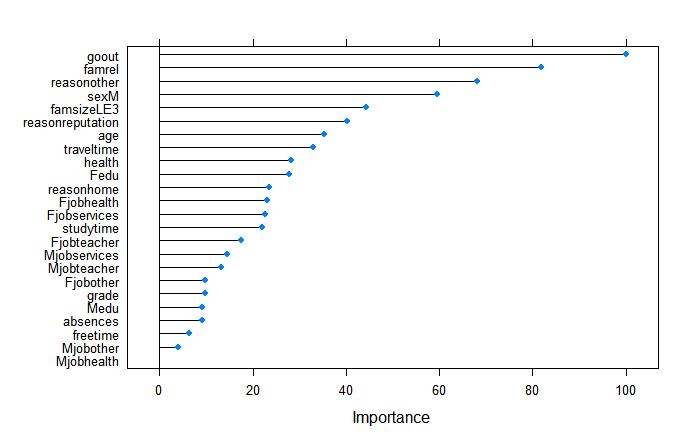 goout
famrel
reasonother
sexM
famsizeLE3
reasonreputation
age
traveltime
health
Fedu
reasonhome
Fjobhealth
Fjobservices
studytime
Fjobteacher
Mjobservices
Mjobteacher
Fjobother
grade
Medu
absences
freetime
Mjobother
Mjobhealth
0 20 40 60 80 100
Importance